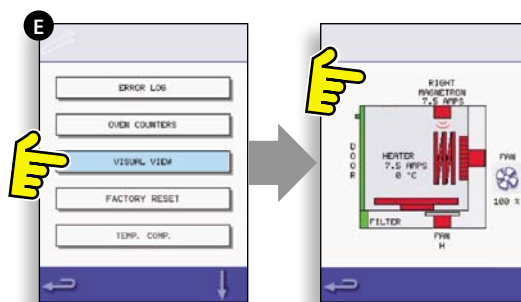 E
ERROR LOG
OVEN COUNTERS
VISUAL VIEW
FACTORY RESET
TEMP. COMP.
RIGHT
MAGNETRON
7.5 AMPS
DOOR
HEATER
7.5 AMPS
0 °C
FAN
100 %
FILTER
FAN
H